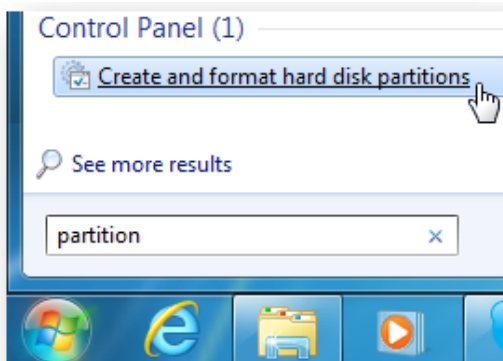 Control Panel (1)
Create and format hard disk partitions
See more results
partition